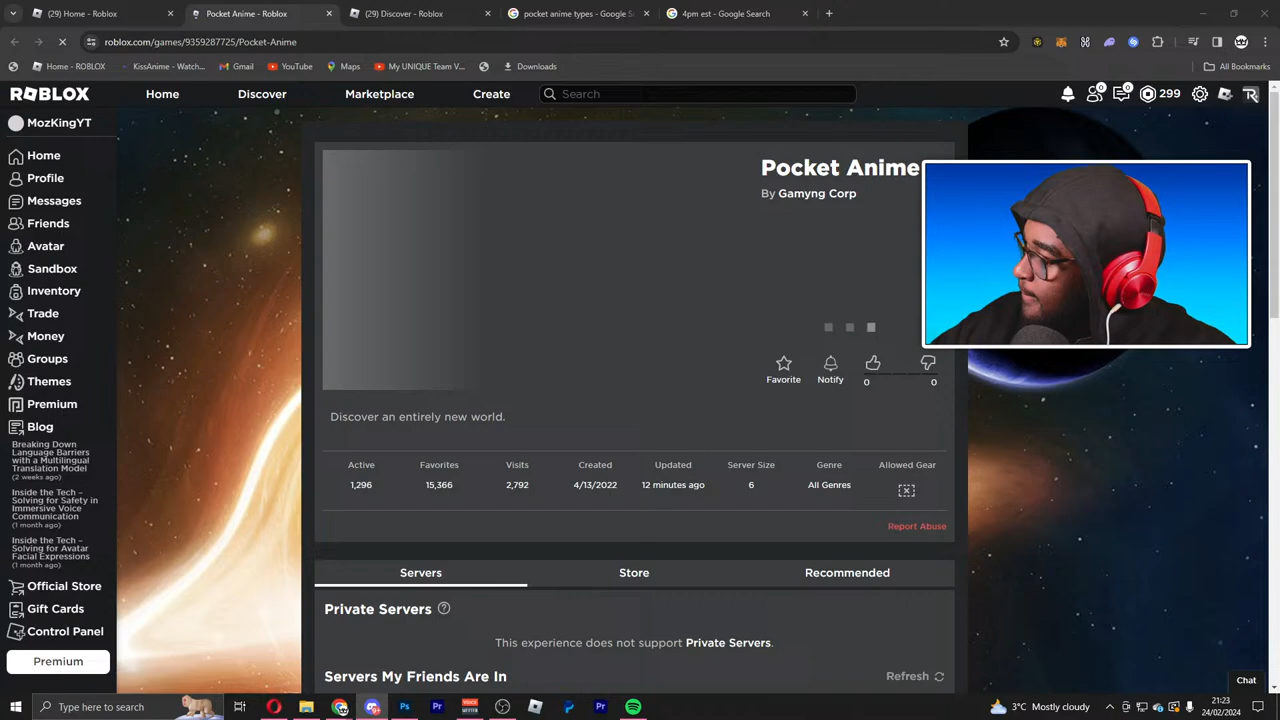 (29) Home - Roblox
Pocket Anime - Roblox
(29) Discover - Roblox
pocket anime types - Google S
4pm est - Google Search
roblox.com/games/9359287725/Pocket-Anime
Home - ROBLOX
KissAnime - Watch...
Gmail
YouTube
Maps
My UNIQUE Team V...
Downloads
All Bookmarks
ROBLOX
Home
Discover
Marketplace
Create
Search
0
0
299
MozKingYT
Home
Profile
Messages
Friends
Avatar
Sandbox
Inventory
Trade
Money
Groups
Themes
Premium
Blog
Breaking Down
Language Barriers
with a Multilingual
Translation Model
(2 weeks ago)
Inside the Tech –
Solving for Safety in
Immersive Voice
Communication
(1 month ago)
Inside the Tech –
Solving for Avatar
Facial Expressions
(1 month ago)
Official Store
Gift Cards
Control Panel
Premium
Pocket Anime
By Gamyng Corp
Favorite
Notify
0
0
Discover an entirely new world.
Active Favorites Visits Created Updated Server Size Genre Allowed Gear
1,296 15,366 2,792 4/13/2022 12 minutes ago 6 All Genres
Report Abuse
Servers
Store
Recommended
Private Servers
This experience does not support Private Servers.
Servers My Friends Are In
Refresh
Chat
Type here to search
3°C Mostly cloudy
21:23
24/02/2024